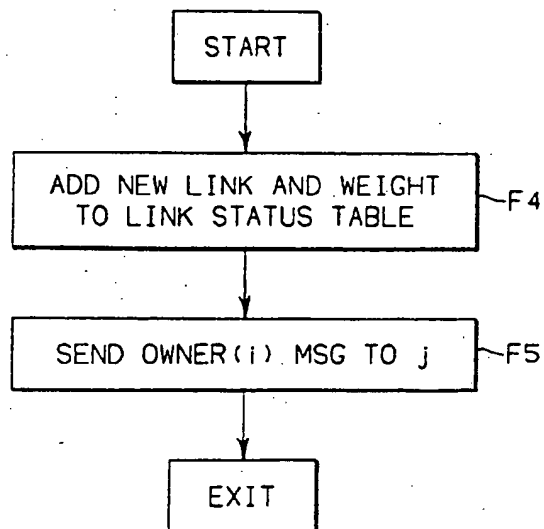 START
ADD NEW LINK AND WEIGHT
TO LINK STATUS TABLE
F4
SEND OWNER(i) MSG TO j
F5
EXIT